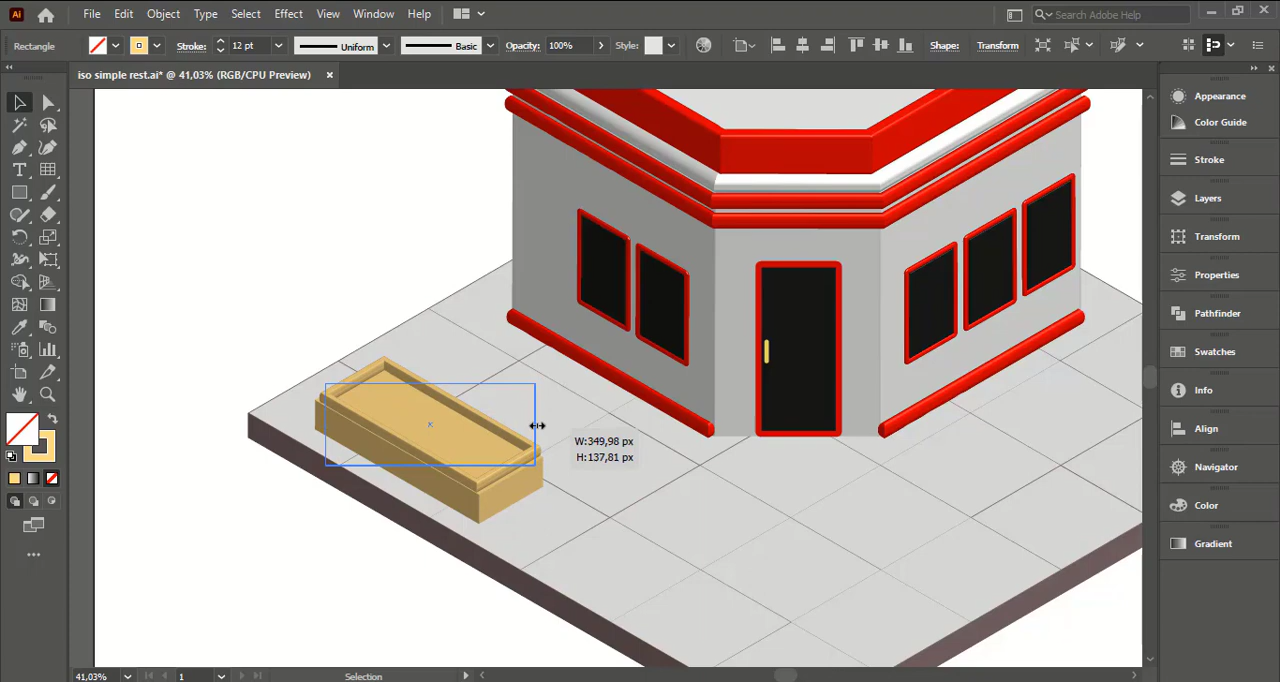 Ai File Edit Object Type Select Effect View Window Help Search Adobe Help
Rectangle Stroke: 12 pt Uniform Basic Opacity: 100% Style: Shape: Transform
iso simple rest.ai* @ 41,03% (RGB/CPU Preview) ×
Appearance
Color Guide
Stroke
Layers
Transform
Properties
Pathfinder
Swatches
Info
Align
Navigator
Color
Gradient
W:349,98 px
H:137,81 px
41,03% 1 Selection